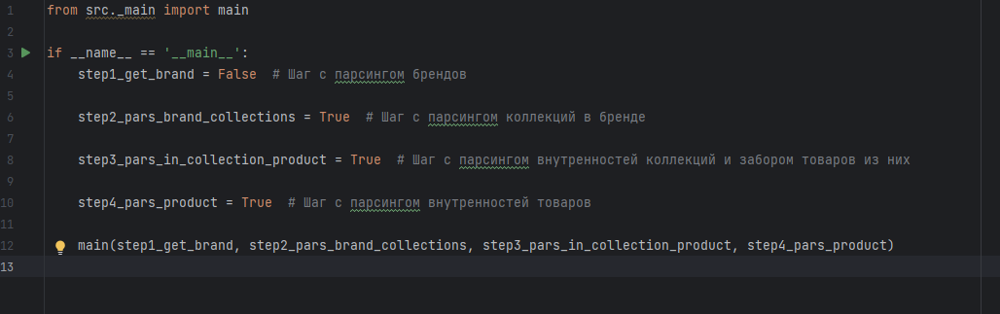 1 from src._main import main
2
3 if __name__ == '__main__':
4 step1_get_brand = False  # Шаг с парсингом брендов
5
6 step2_pars_brand_collections = True  # Шаг с парсингом коллекций в бренде
7
8 step3_pars_in_collection_product = True  # Шаг с парсингом внутренностей коллекций и забором товаров из них
9
10 step4_pars_product = True  # Шаг с парсингом внутренностей товаров
11
12 main(step1_get_brand, step2_pars_brand_collections, step3_pars_in_collection_product, step4_pars_product)
13